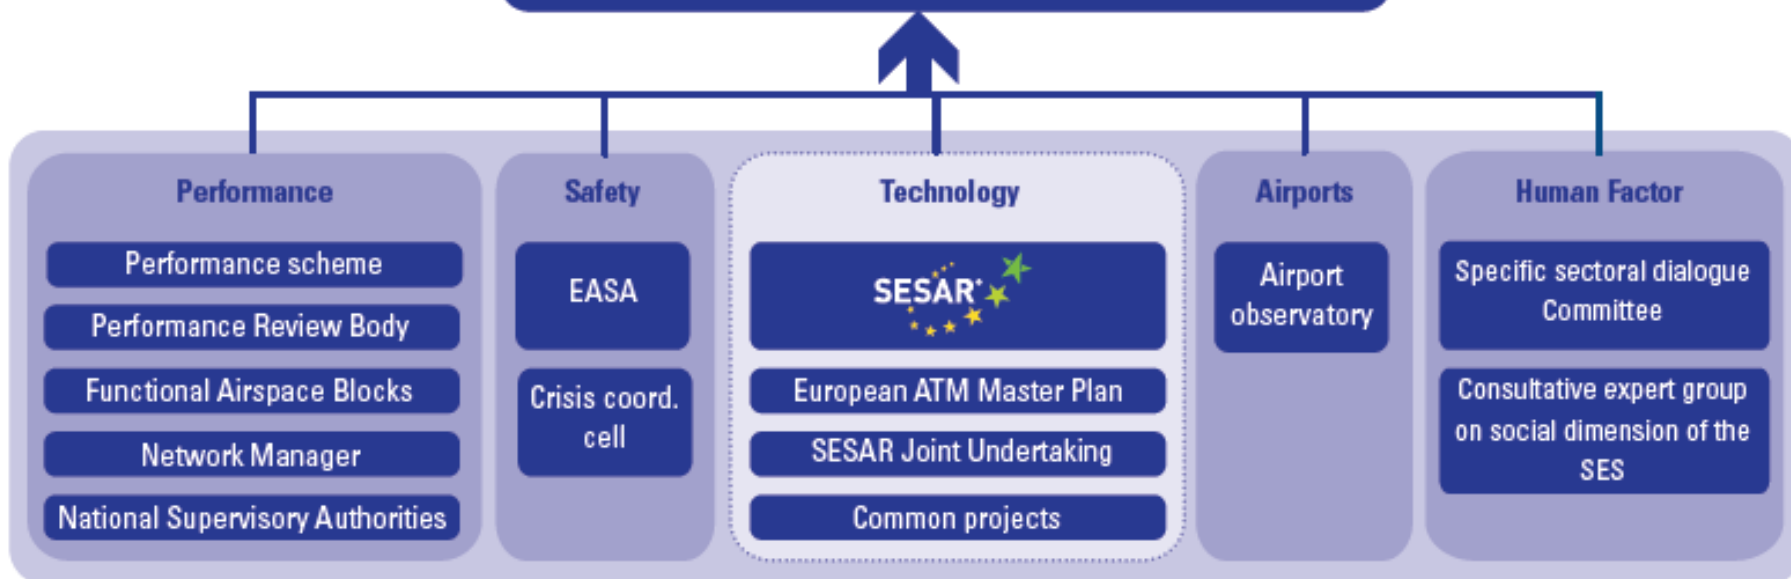 Performance
Performance scheme
Performance Review Body
Functional Airspace Blocks
Network Manager
National Supervisory Authorities
Safety
EASA
Crisis coord.
cell
Technology
SESAR
European ATM Master Plan
SESAR Joint Undertaking
Common projects
Airports
Airport
observatory
Human Factor
Specific sectoral dialogue
Committee
Consultative expert group
on social dimension of the
SES